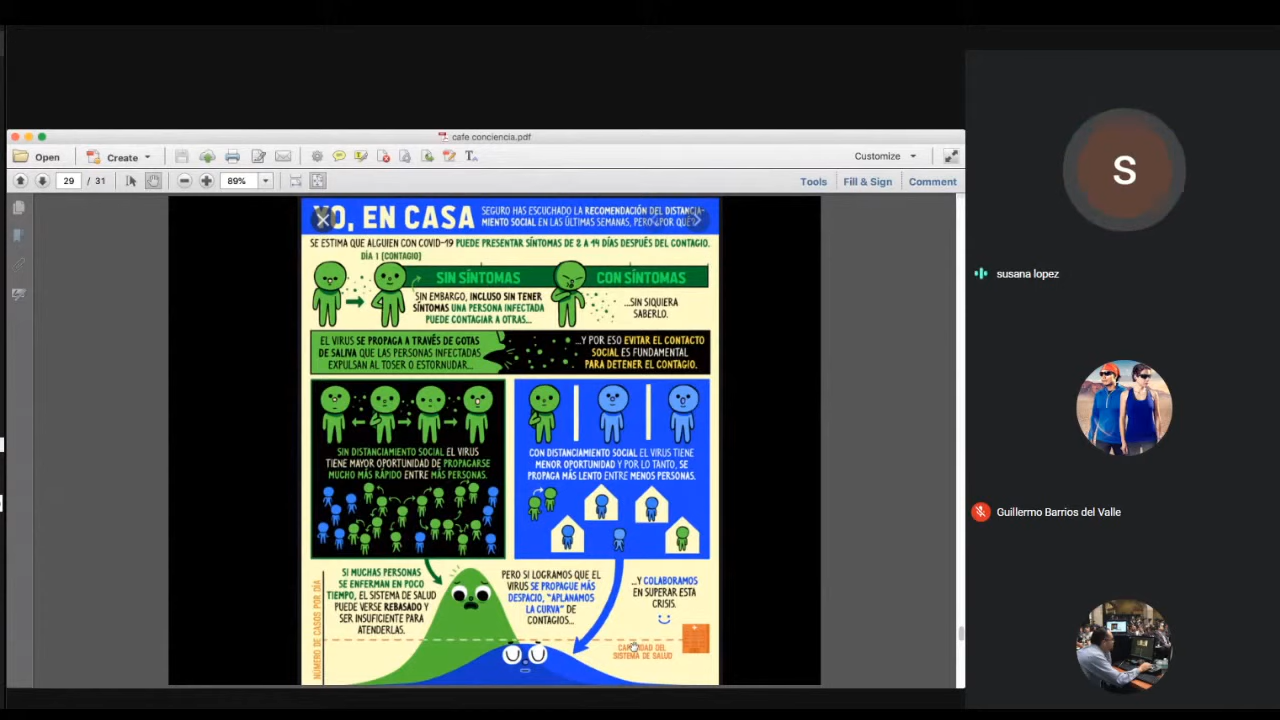 cafe conciencia.pdf
Open
Create
Customize
29 / 31
89%
Tools
Fill & Sign
Comment
YO, EN CASA
SEGURO HAS ESCUCHADO LA RECOMENDACIÓN DEL DISTANCIA-
MIENTO SOCIAL EN LAS ÚLTIMAS SEMANAS, PERO ¿POR QUÉ?
SE ESTIMA QUE ALGUIEN CON COVID-19 PUEDE PRESENTAR SÍNTOMAS DE 2 A 14 DÍAS DESPUÉS DEL CONTAGIO.
DÍA 1 (CONTAGIO)
SIN SÍNTOMAS
CON SÍNTOMAS
SIN EMBARGO, INCLUSO SIN TENER
SÍNTOMAS UNA PERSONA INFECTADA
PUEDE CONTAGIAR A OTRAS...
...SIN SIQUIERA
SABERLO.
EL VIRUS SE PROPAGA A TRAVÉS DE GOTAS
DE SALIVA QUE LAS PERSONAS INFECTADAS
EXPULSAN AL TOSER O ESTORNUDAR...
...Y POR ESO EVITAR EL CONTACTO
SOCIAL ES FUNDAMENTAL
PARA DETENER EL CONTAGIO.
SIN DISTANCIAMIENTO SOCIAL EL VIRUS
TIENE MAYOR OPORTUNIDAD DE PROPAGARSE
MUCHO MÁS RÁPIDO ENTRE MÁS PERSONAS.
CON DISTANCIAMIENTO SOCIAL EL VIRUS TIENE
MENOR OPORTUNIDAD Y POR LO TANTO, SE
PROPAGA MÁS LENTO ENTRE MENOS PERSONAS.
NÚMERO DE CASOS POR DÍA
SI MUCHAS PERSONAS
SE ENFERMAN EN POCO
TIEMPO, EL SISTEMA DE SALUD
PUEDE VERSE REBASADO Y
SER INSUFICIENTE PARA
ATENDERLAS.
PERO SI LOGRAMOS QUE EL
VIRUS SE PROPAGUE MÁS
DESPACIO, "APLANAMOS
LA CURVA" DE
CONTAGIOS...
...Y COLABORAMOS
EN SUPERAR ESTA
CRISIS.
CAPACIDAD DEL
SISTEMA DE SALUD
S
susana lopez
Guillermo Barrios del Valle